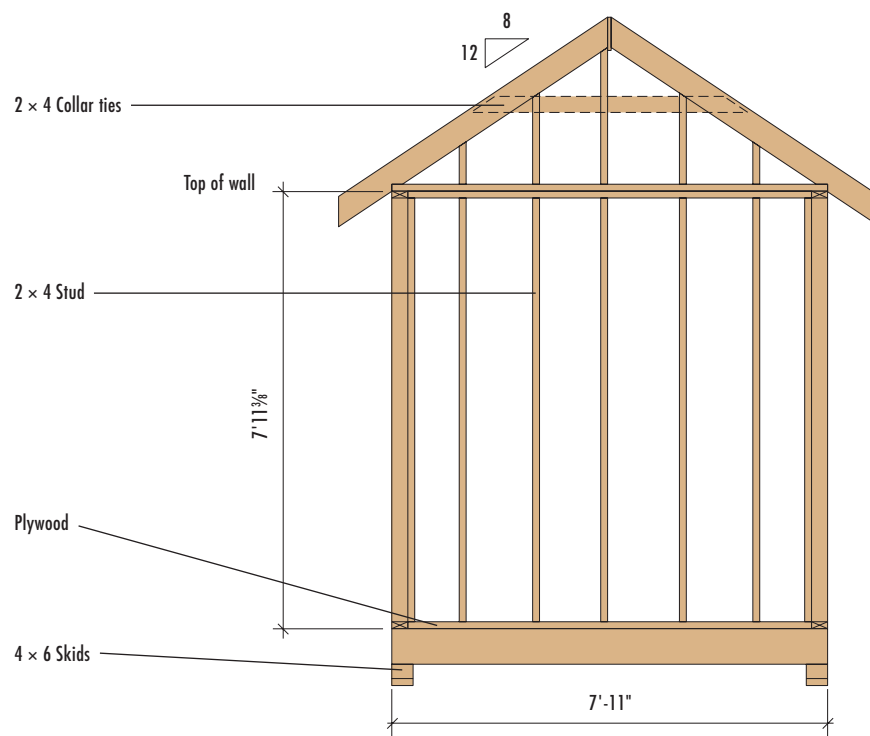 8
12
2 × 4 Collar ties
Top of wall
2 × 4 Stud
7'11⅜"
Plywood
4 × 6 Skids
7'-11"